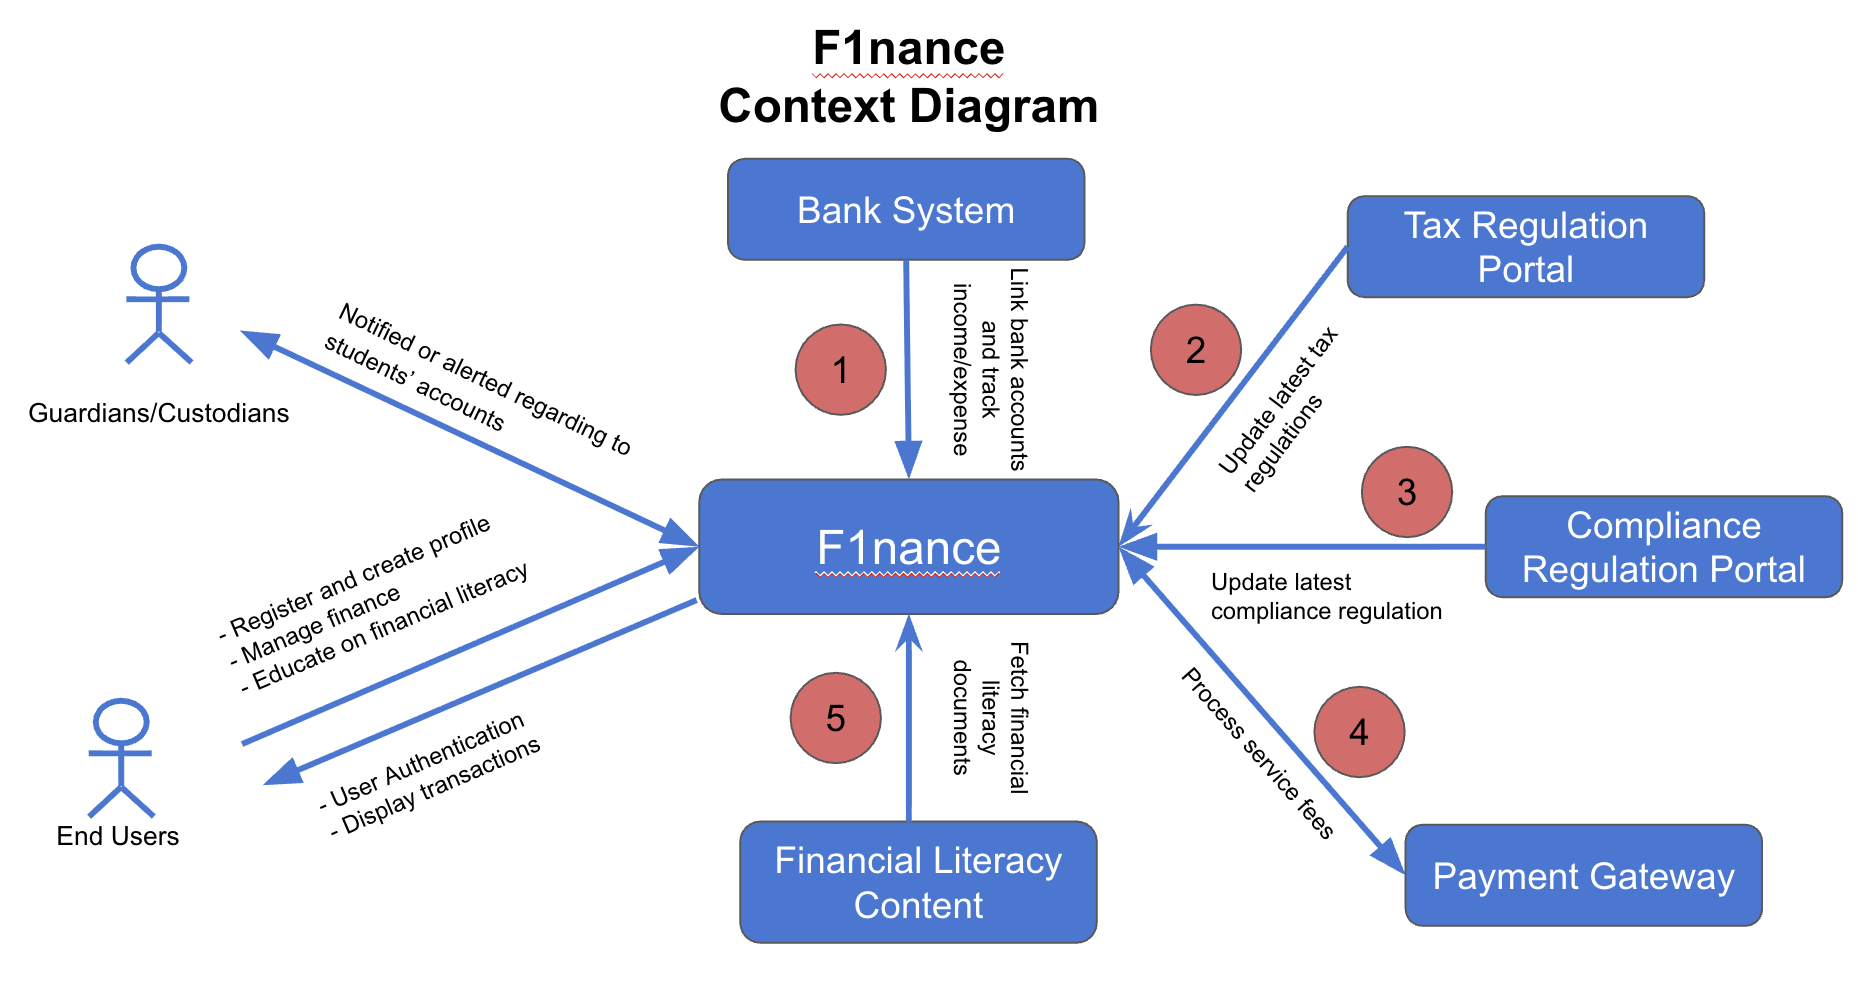 F1nance
Context Diagram
Bank System
Tax Regulation
Portal
Link bank accounts
and track
income/expense
1
2
Update latest tax
regulations
Notified or alerted regarding to
students’ accounts
Guardians/Custodians
3
Compliance
Regulation Portal
F1nance
Update latest
compliance regulation
- Register and create profile
- Manage finance
- Educate on financial literacy
Fetch financial
literacy
documents
5
Process service fees
4
- User Authentication
- Display transactions
End Users
Financial Literacy
Content
Payment Gateway